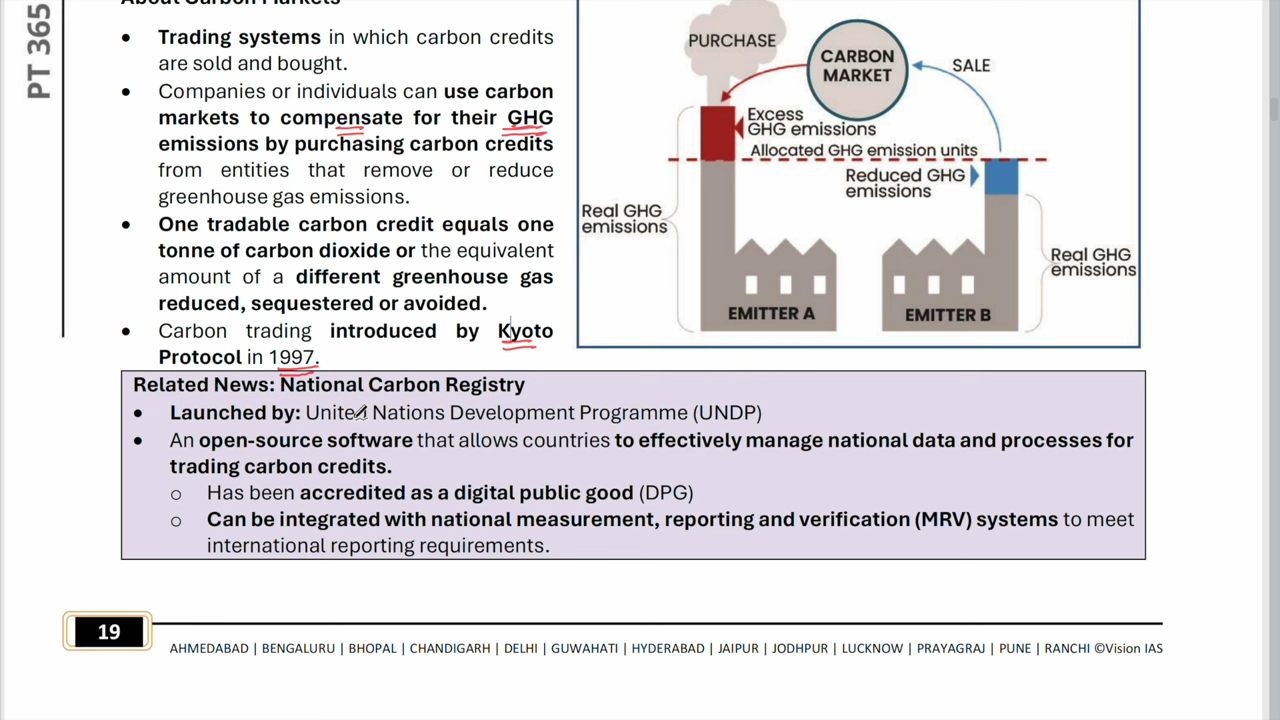 About Carbon Markets
PT 365
• Trading systems in which carbon credits
are sold and bought.
• Companies or individuals can use carbon
markets to compensate for their GHG
emissions by purchasing carbon credits
from entities that remove or reduce
greenhouse gas emissions.
• One tradable carbon credit equals one
tonne of carbon dioxide or the equivalent
amount of a different greenhouse gas
reduced, sequestered or avoided.
• Carbon trading introduced by Kyoto
Protocol in 1997.
PURCHASE
CARBON
MARKET
SALE
Excess
GHG emissions
Allocated GHG emission units
Reduced GHG
emissions
Real GHG
emissions
Real GHG
emissions
EMITTER A
EMITTER B
Related News: National Carbon Registry
• Launched by: United Nations Development Programme (UNDP)
• An open-source software that allows countries to effectively manage national data and processes for
trading carbon credits.
o Has been accredited as a digital public good (DPG)
o Can be integrated with national measurement, reporting and verification (MRV) systems to meet
international reporting requirements.
19
AHMEDABAD | BENGALURU | BHOPAL | CHANDIGARH | DELHI | GUWAHATI | HYDERABAD | JAIPUR | JODHPUR | LUCKNOW | PRAYAGRAJ | PUNE | RANCHI ©Vision IAS